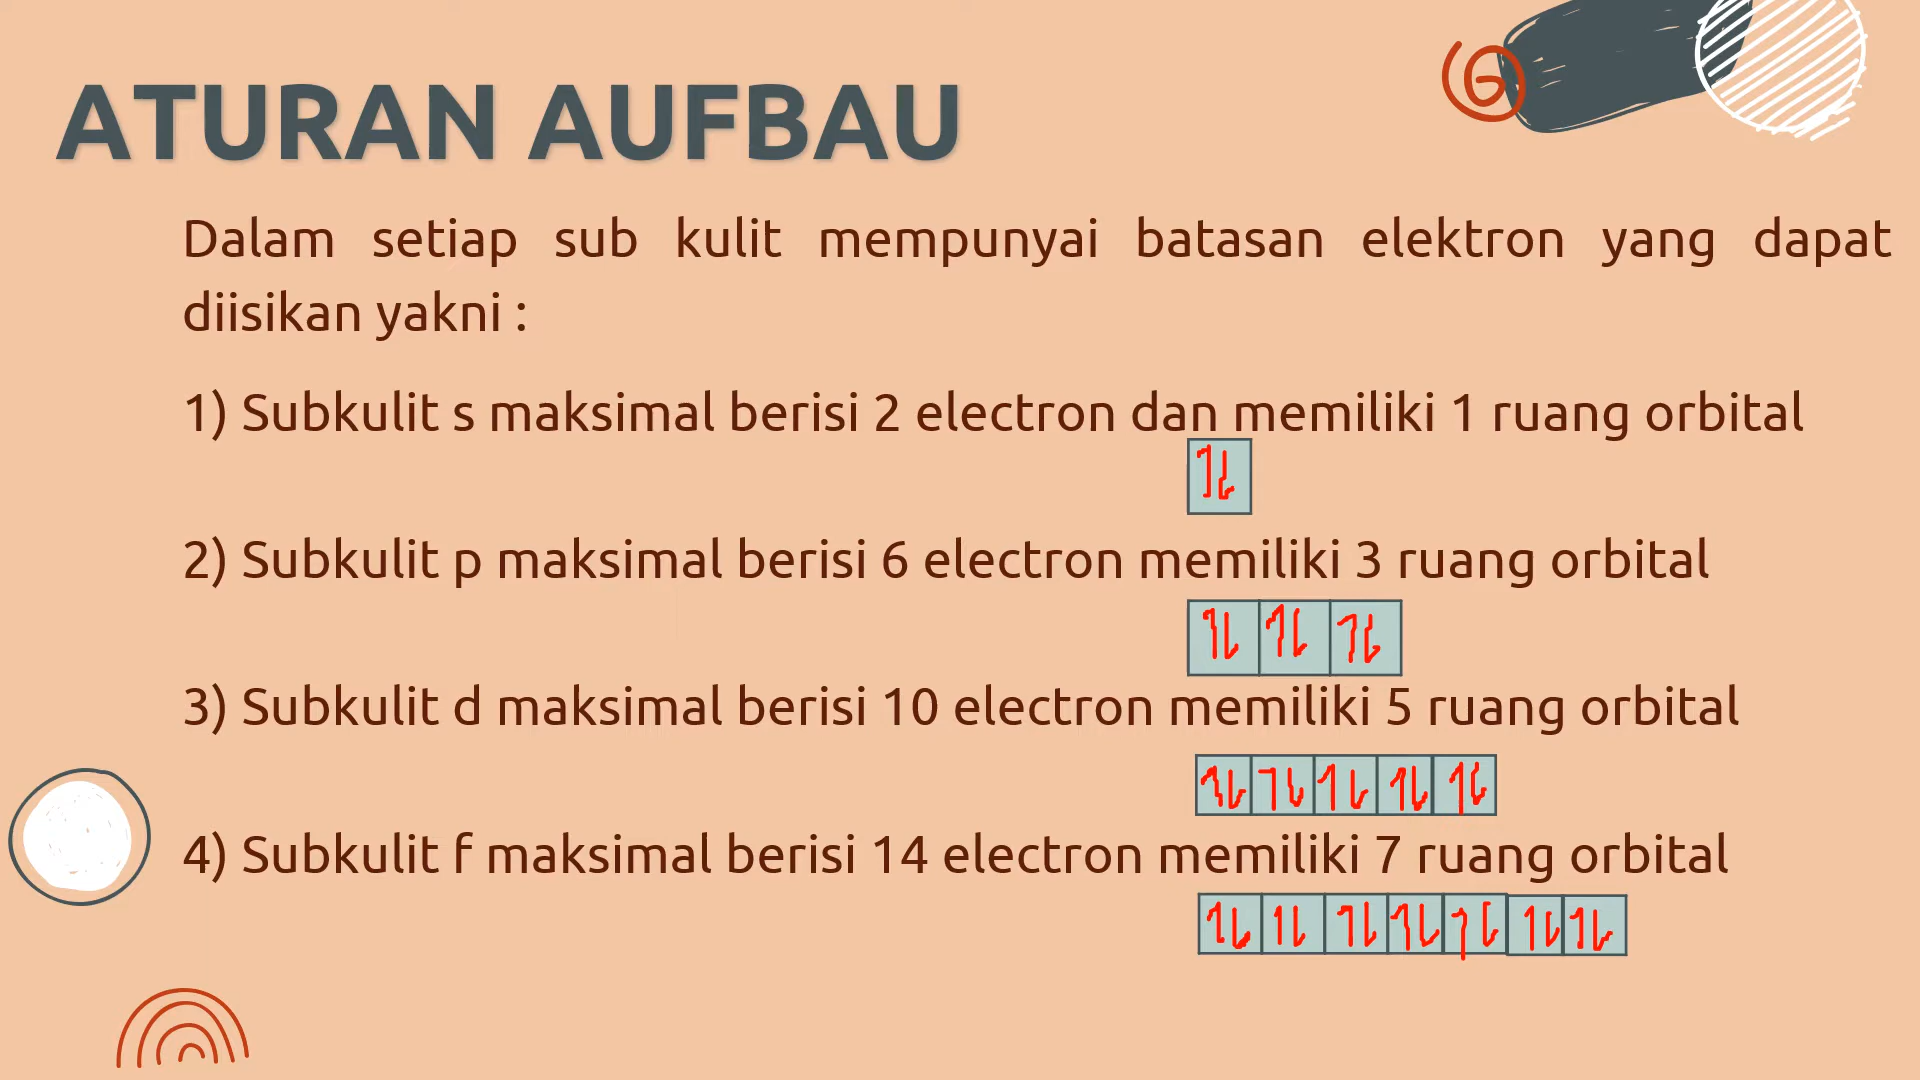 ATURAN AUFBAU
Dalam setiap sub kulit mempunyai batasan elektron yang dapat
diisikan yakni :
1) Subkulit s maksimal berisi 2 electron dan memiliki 1 ruang orbital
2) Subkulit p maksimal berisi 6 electron memiliki 3 ruang orbital
3) Subkulit d maksimal berisi 10 electron memiliki 5 ruang orbital
4) Subkulit f maksimal berisi 14 electron memiliki 7 ruang orbital